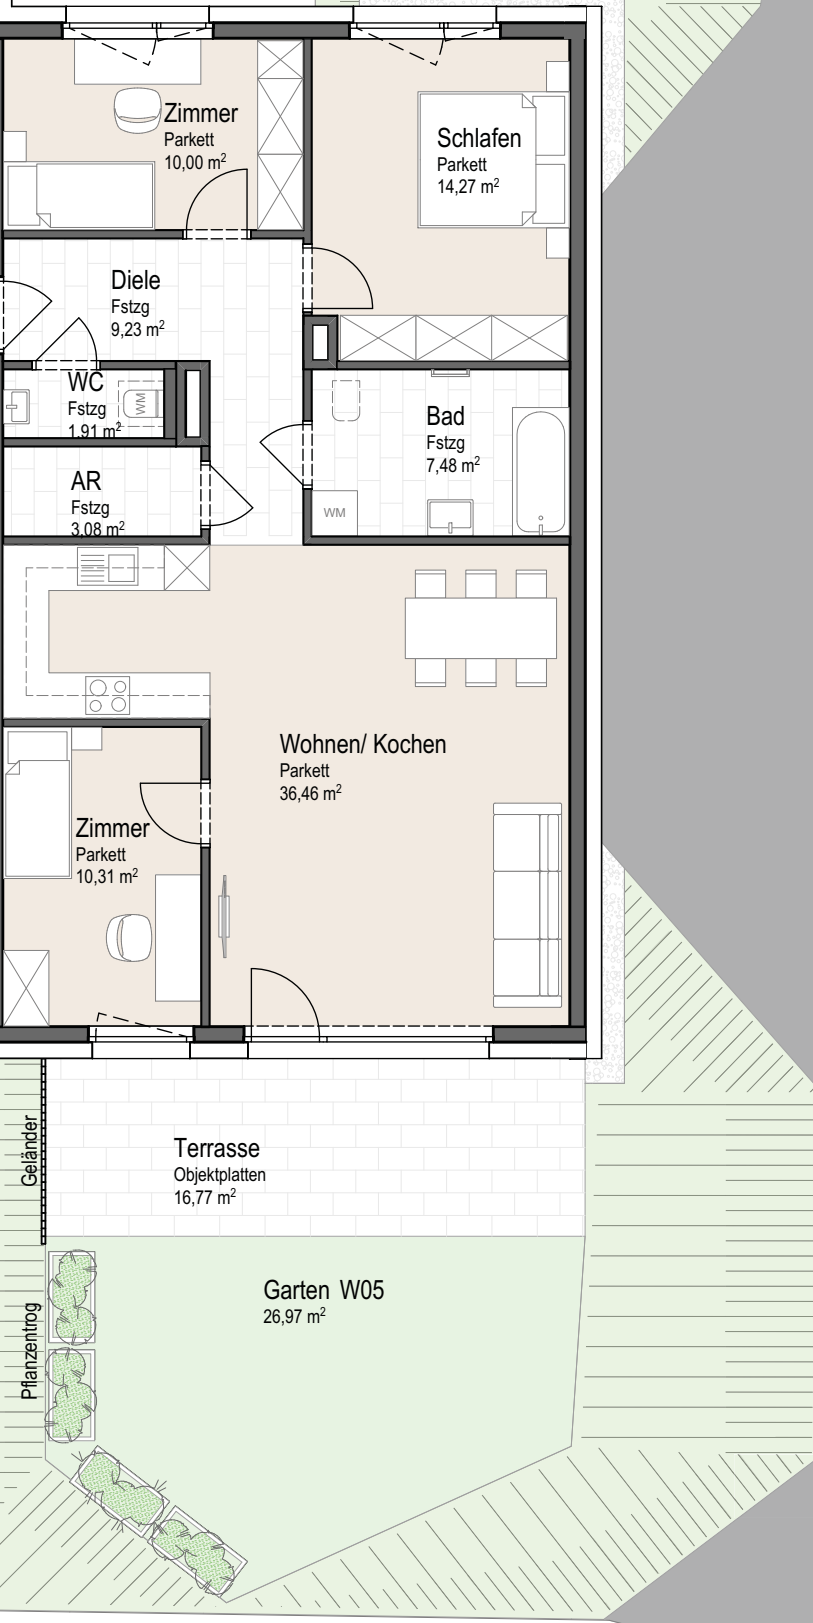 Zimmer
Parkett
10,00 m²
Schlafen
Parkett
14,27 m²
Diele
Fstzg
9,23 m²
WC
Fstzg
1,91 m²
WM
Bad
Fstzg
7,48 m²
AR
Fstzg
3,08 m²
WM
Wohnen/ Kochen
Parkett
36,46 m²
Zimmer
Parkett
10,31 m²
Geländer
Terrasse
Objektplatten
16,77 m²
Garten W05
26,97 m²
Pflanzentrog